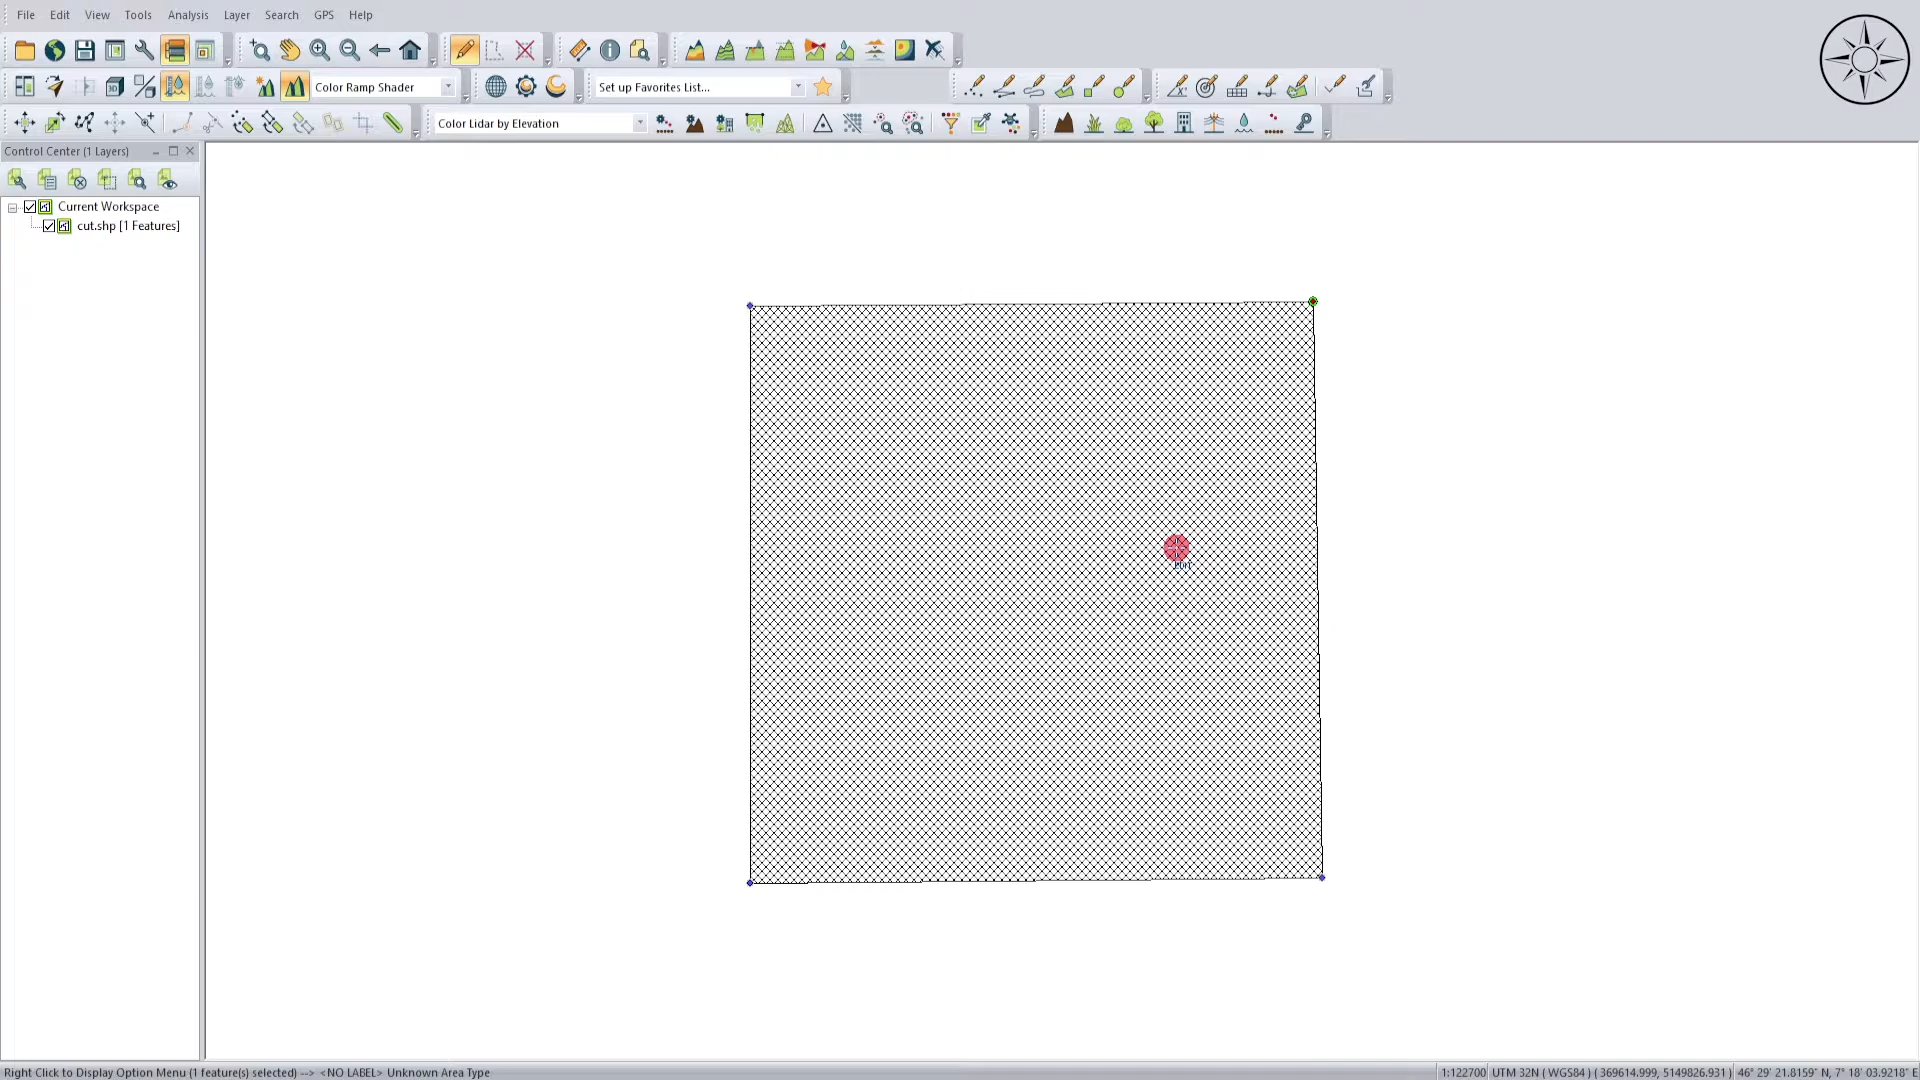 File Edit View Tools Analysis Layer Search GPS Help
Color Ramp Shader
Set up Favorites List...
Color Lidar by Elevation
Control Center (1 Layers)
Current Workspace
cut.shp [1 Features]
EDIT
Right Click to Display Option Menu (1 feature(s) selected) --> <NO LABEL> Unknown Area Type
1:122700 UTM 32N ( WGS84 ) ( 369614.999, 5149826.931 ) 46° 29' 21.8159" N, 7° 18' 03.9218" E